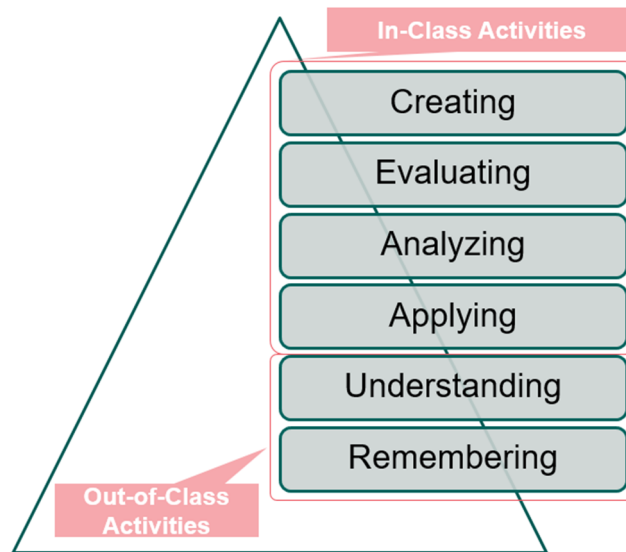 In-Class Activities
Creating
Evaluating
Analyzing
Applying
Understanding
Remembering
Out-of-Class
Activities